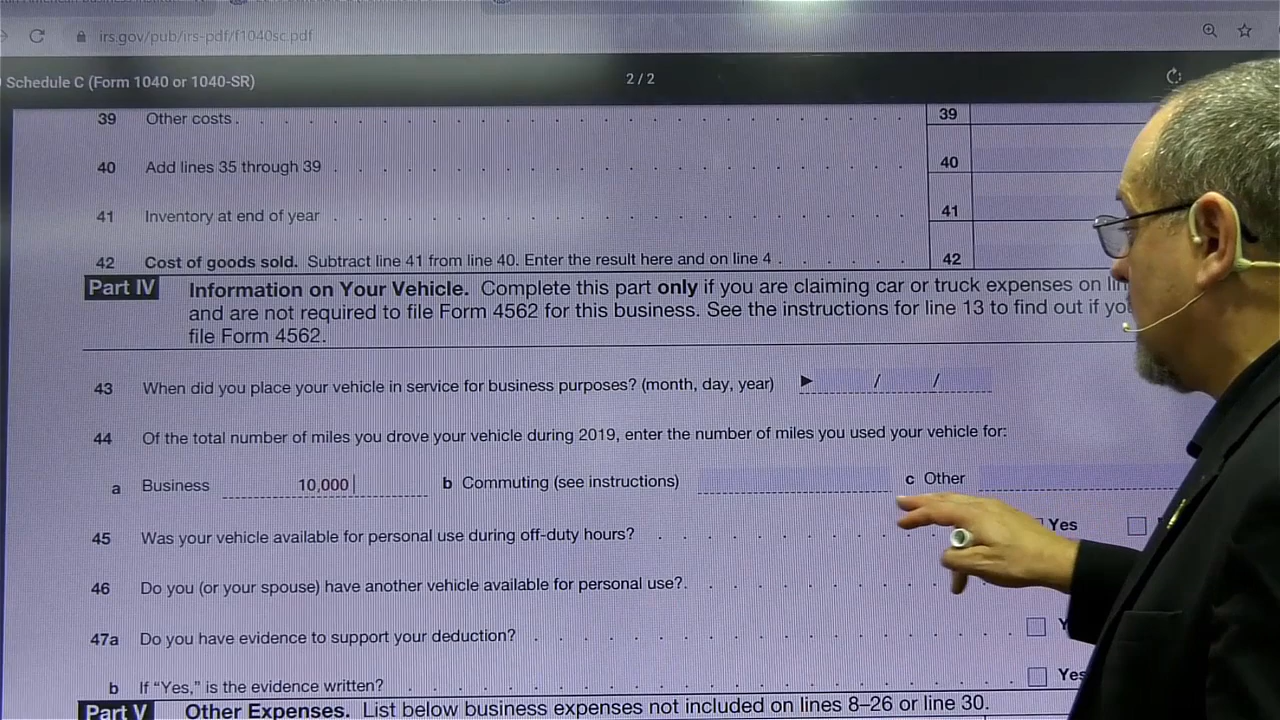 irs.gov/pub/irs-pdf/f1040sc.pdf
Schedule C (Form 1040 or 1040-SR) 2 / 2
39 Other costs . . . . . . . . . . . . . . . . . . . . 39
40 Add lines 35 through 39 . . . . . . . . . . . . . . . . . . 40
41 Inventory at end of year . . . . . . . . . . . . . . . . . . 41
42 Cost of goods sold. Subtract line 41 from line 40. Enter the result here and on line 4 . . . . . . 42
Part IV Information on Your Vehicle. Complete this part only if you are claiming car or truck expenses on
and are not required to file Form 4562 for this business. See the instructions for line 13 to find out if
file Form 4562.
43 When did you place your vehicle in service for business purposes? (month, day, year) ▶ / /
44 Of the total number of miles you drove your vehicle during 2019, enter the number of miles you used your vehicle for:
a Business 10,000 b Commuting (see instructions) c Other
45 Was your vehicle available for personal use during off-duty hours? . . . . . . . . Yes
46 Do you (or your spouse) have another vehicle available for personal use?. . . . . . . .
47a Do you have evidence to support your deduction? . . . . . . . . . . . . . .
b If “Yes,” is the evidence written? . . . . . . . . . . . . . . . . . . Yes
Part V Other Expenses. List below business expenses not included on lines 8–26 or line 30.